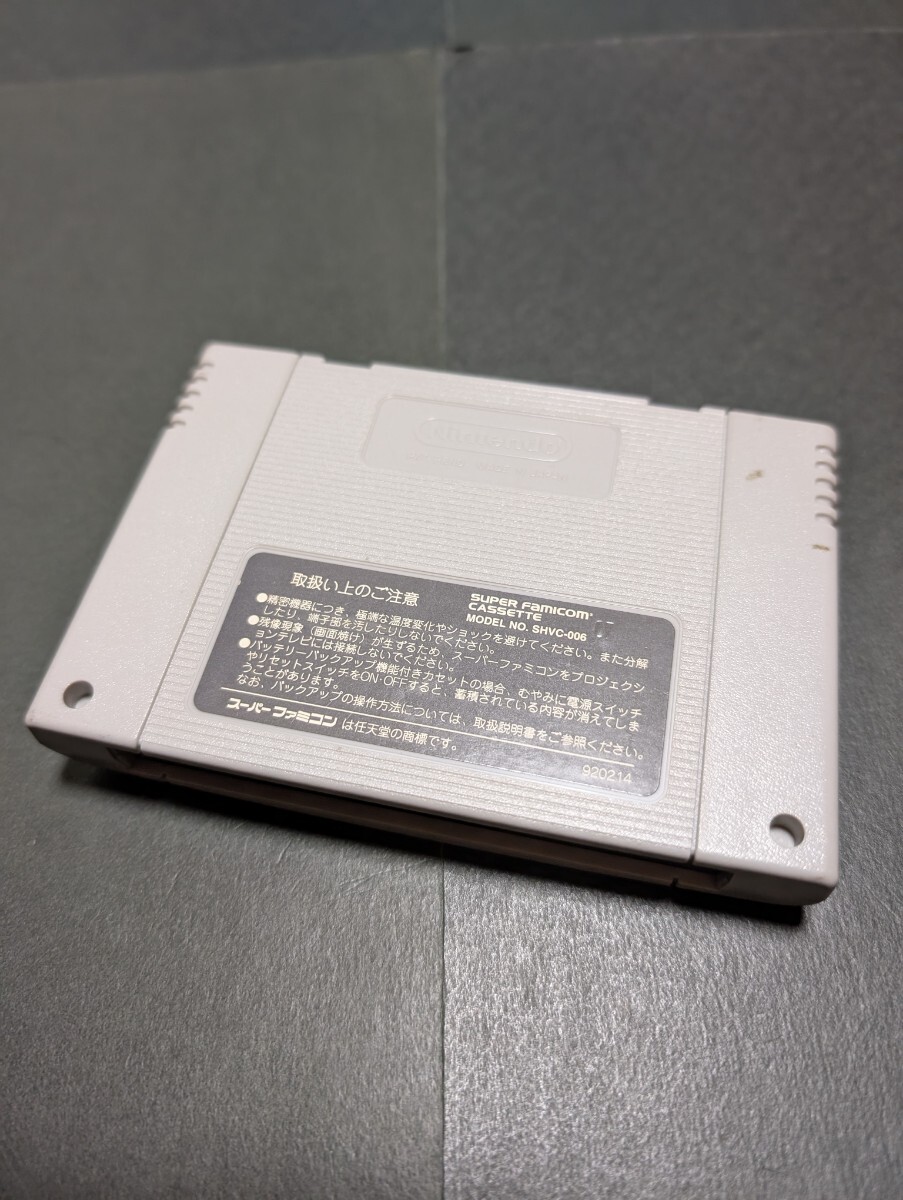 Nintendo
取扱い上のご注意
SUPER FAMICOM
CASSETTE
MODEL NO. SHVC-006
●精密機器につき、極端な温度変化やショックを避けてください。また分解
したり、端子部を汚したりしないでください。
●残像現象(画面焼け)が生ずるため、スーパーファミコンをプロジェクシ
ョンテレビには接続しないでください。
●バッテリーバックアップ機能付きカセットの場合、むやみに電源スイッチ
やリセットスイッチをON・OFFすると、蓄積されている内容が消えてしま
うことがあります。
なお、バックアップの操作方法については、取扱説明書をご参照ください。
スーパーファミコンは任天堂の商標です。
920214